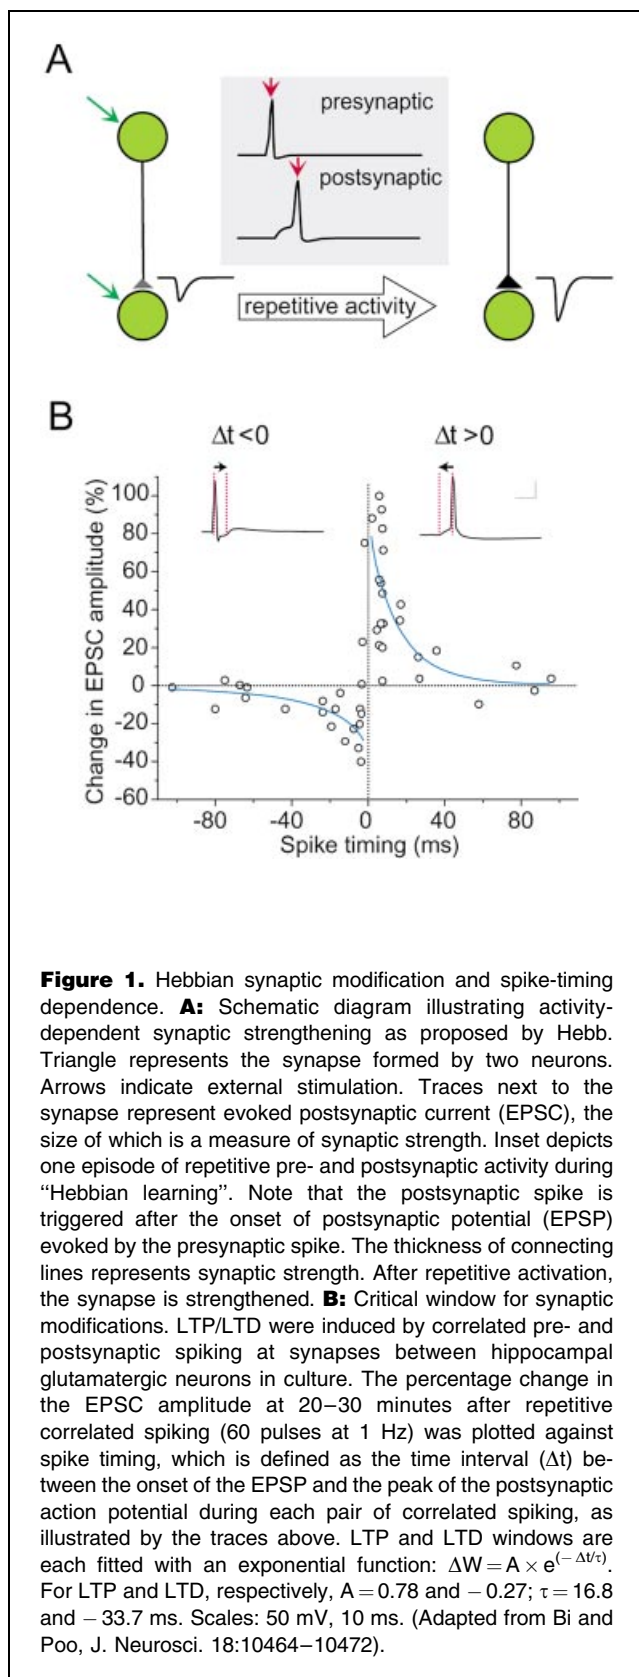 A
presynaptic
postsynaptic
repetitive activity
B
Δt <0
Δt >0
Change in EPSC amplitude (%)
100
80
60
40
20
0
-20
-40
-60
-80
-40
0
40
80
Spike timing (ms)
Figure 1. Hebbian synaptic modification and spike-timing
dependence. A: Schematic diagram illustrating activity-
dependent synaptic strengthening as proposed by Hebb.
Triangle represents the synapse formed by two neurons.
Arrows indicate external stimulation. Traces next to the
synapse represent evoked postsynaptic current (EPSC), the
size of which is a measure of synaptic strength. Inset depicts
one episode of repetitive pre- and postsynaptic activity during
‘‘Hebbian learning’’. Note that the postsynaptic spike is
triggered after the onset of postsynaptic potential (EPSP)
evoked by the presynaptic spike. The thickness of connecting
lines represents synaptic strength. After repetitive activation,
the synapse is strengthened. B: Critical window for synaptic
modifications. LTP/LTD were induced by correlated pre- and
postsynaptic spiking at synapses between hippocampal
glutamatergic neurons in culture. The percentage change in
the EPSC amplitude at 20–30 minutes after repetitive
correlated spiking (60 pulses at 1 Hz) was plotted against
spike timing, which is defined as the time interval (Δt) be-
tween the onset of the EPSP and the peak of the postsynaptic
action potential during each pair of correlated spiking, as
illustrated by the traces above. LTP and LTD windows are
each fitted with an exponential function: ΔW = A × e^(− Δt/τ).
For LTP and LTD, respectively, A = 0.78 and − 0.27; τ = 16.8
and − 33.7 ms. Scales: 50 mV, 10 ms. (Adapted from Bi and
Poo, J. Neurosci. 18:10464–10472).